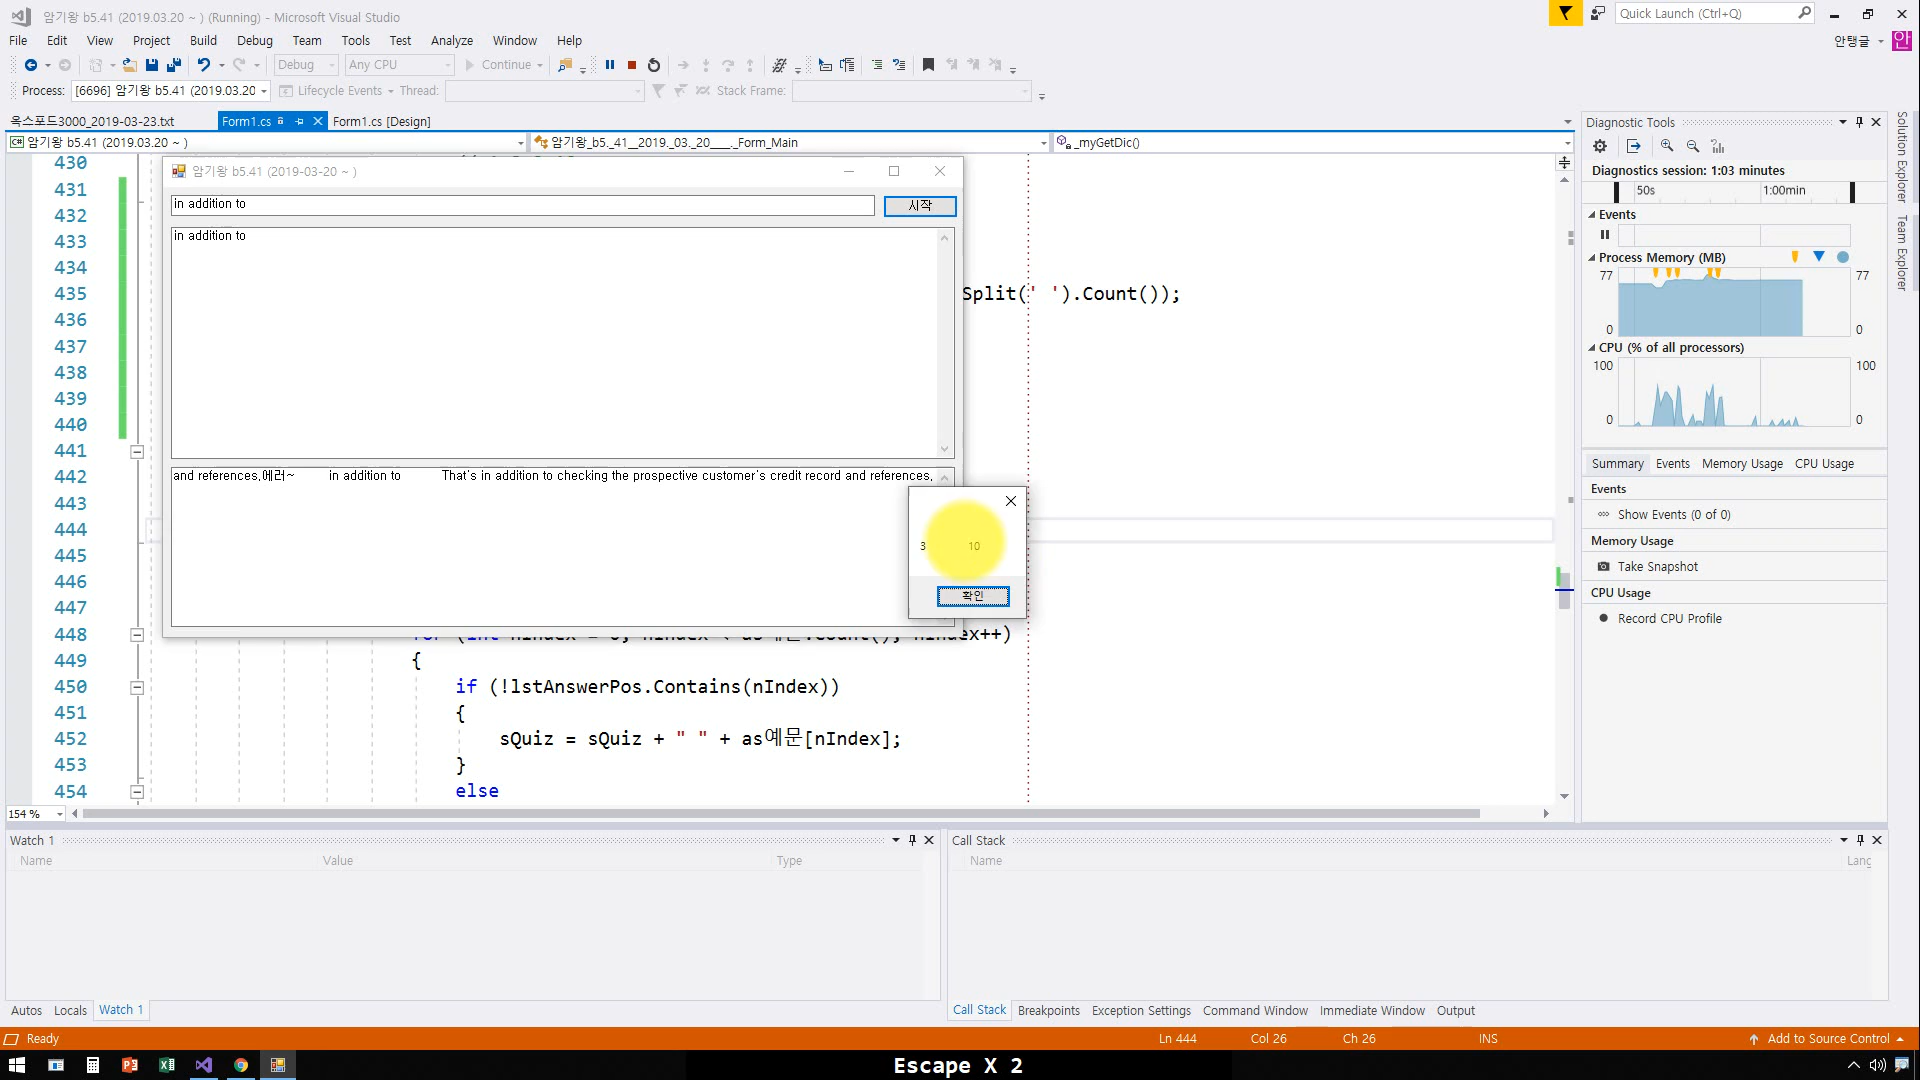 암기왕 b5.41 (2019.03.20 ~ ) (Running) - Microsoft Visual Studio
Quick Launch (Ctrl+Q)
File Edit View Project Build Debug Team Tools Test Analyze Window Help
안탱글 안
Debug Any CPU Continue
Process: [6696] 암기왕 b5.41 (2019.03.20 Lifecycle Events Thread: Stack Frame:
옥스포드3000_2019-03-23.txt Form1.cs Form1.cs [Design]
암기왕 b5.41 (2019.03.20 ~ ) 암기왕_b5._41__2019._03._20___._Form_Main _myGetDic()
430
431
432
433
434
435 Split(' ').Count());
436
437
438
439
440
441
442
443
444
445
446
447
448
449 {
450 if (!lstAnswerPos.Contains(nIndex))
451 {
452 sQuiz = sQuiz + " " + as예문[nIndex];
453 }
454 else
암기왕 b5.41 (2019-03-20 ~ )
in addition to 시작
in addition to
and references,에러~ in addition to That's in addition to checking the prospective customer's credit record and references,
3 10
확인
154 %
Diagnostic Tools
Diagnostics session: 1:03 minutes
50s 1:00min
Events
Process Memory (MB)
77 77
0 0
CPU (% of all processors)
100 100
0 0
Summary Events Memory Usage CPU Usage
Events
Show Events (0 of 0)
Memory Usage
Take Snapshot
CPU Usage
Record CPU Profile
Solution Explorer
Team Explorer
Watch 1
Name Value Type
Call Stack
Name Lang
Autos Locals Watch 1
Call Stack Breakpoints Exception Settings Command Window Immediate Window Output
Ready Ln 444 Col 26 Ch 26 INS Add to Source Control
Escape X 2